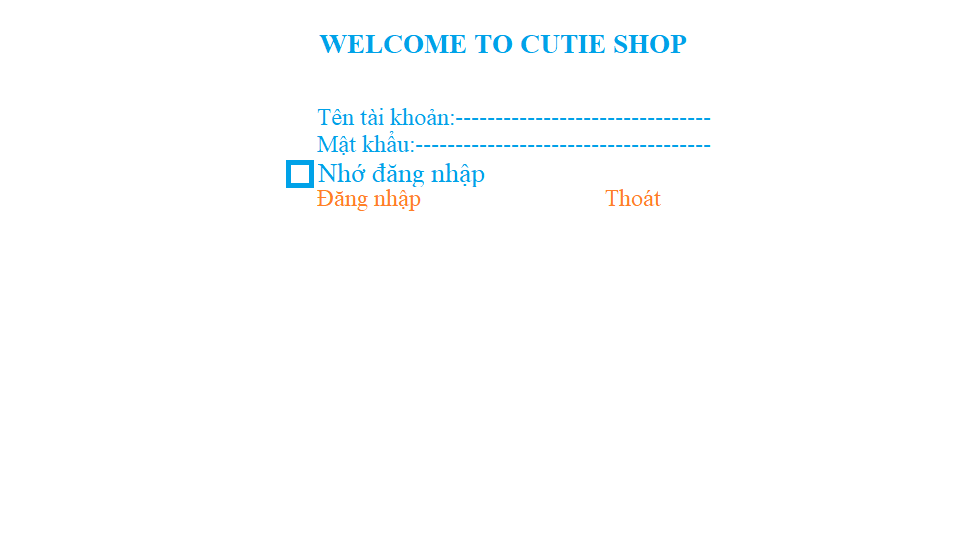 WELCOME TO CUTIE SHOP
Tên tài khoản:--------------------------------
Mật khẩu:-------------------------------------
Nhớ đăng nhập
Đăng nhập Thoát